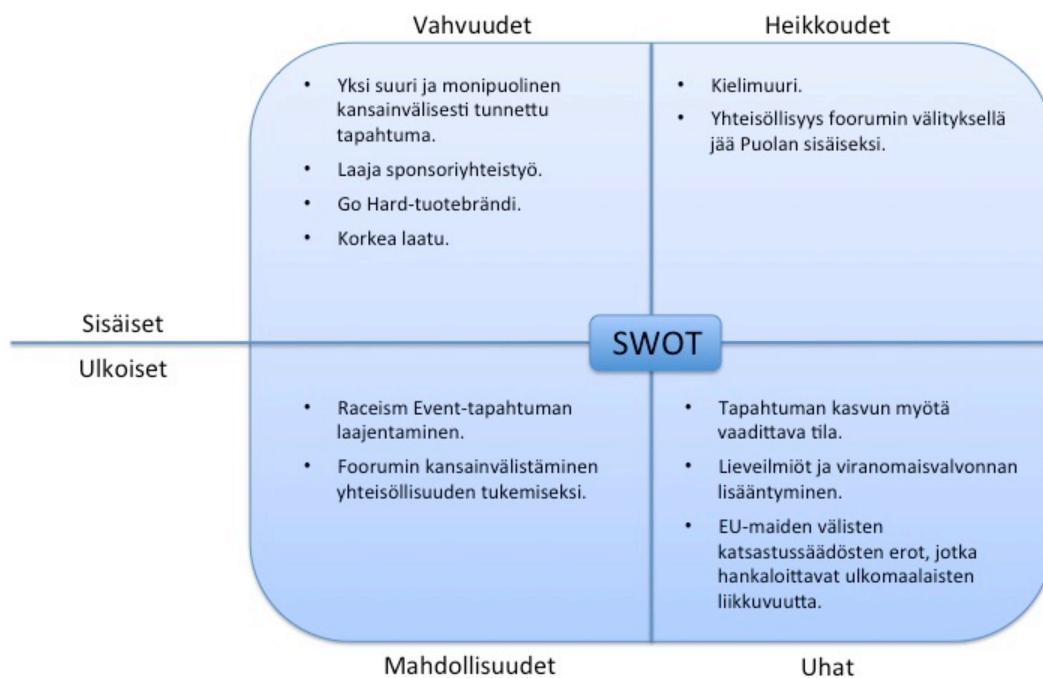 Vahvuudet
Heikkoudet
• Yksi suuri ja monipuolinen
kansainvälisesti tunnettu
tapahtuma.
• Laaja sponsoriyhteistyö.
• Go Hard-tuotebrändi.
• Korkea laatu.
• Kielimuuri.
• Yhteisöllisyys foorumin välityksellä
jää Puolan sisäiseksi.
Sisäiset
SWOT
Ulkoiset
• Raceism Event-tapahtuman
laajentaminen.
• Foorumin kansainvälistäminen
yhteisöllisuuden tukemiseksi.
• Tapahtuman kasvun myötä
vaadittava tila.
• Lieveilmiöt ja viranomaisvalvonnan
lisääntyminen.
• EU-maiden välisten
katsastussäädösten erot, jotka
hankaloittavat ulkomaalaisten
liikkuvuutta.
Mahdollisuudet
Uhat